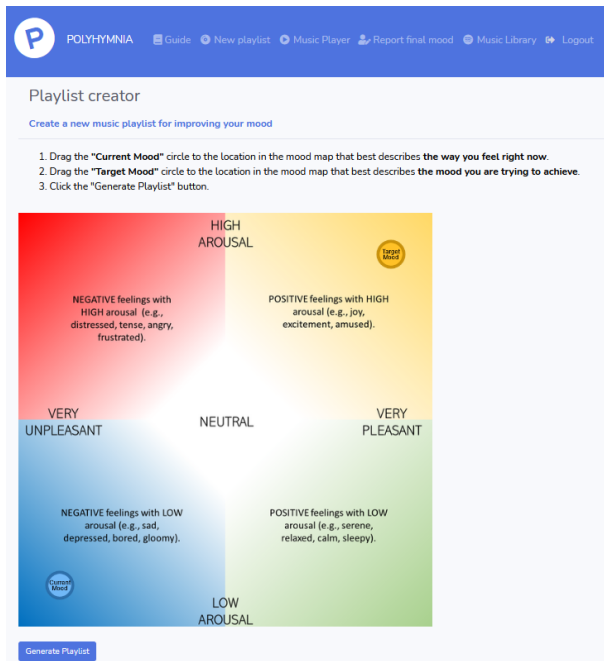 P
POLYHYMNIA
Guide
New playlist
Music Player
Report final mood
Music Library
Logout
Playlist creator
Create a new music playlist for improving your mood
1. Drag the "Current Mood" circle to the location in the mood map that best describes the way you feel right now.
2. Drag the "Target Mood" circle to the location in the mood map that best describes the mood you are trying to achieve.
3. Click the "Generate Playlist" button.
HIGH
AROUSAL
Target
Mood
NEGATIVE feelings with
HIGH arousal (e.g.,
distressed, tense, angry,
frustrated).
POSITIVE feelings with HIGH
arousal (e.g., joy,
excitement, amused).
VERY
UNPLEASANT
NEUTRAL
VERY
PLEASANT
NEGATIVE feelings with LOW
arousal (e.g., sad,
depressed, bored, gloomy).
POSITIVE feelings with LOW
arousal (e.g., serene,
relaxed, calm, sleepy).
Current
Mood
LOW
AROUSAL
Generate Playlist